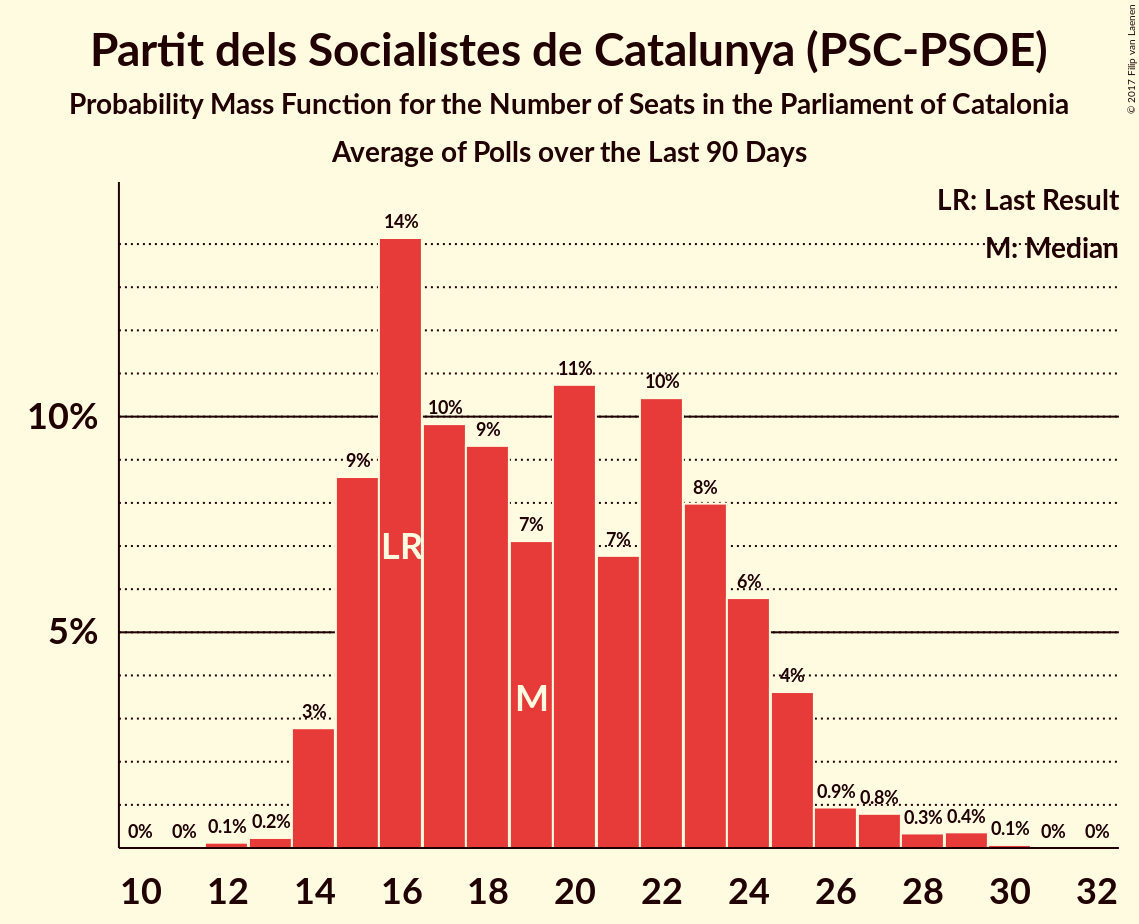 Partit dels Socialistes de Catalunya (PSC-PSOE)
Probability Mass Function for the Number of Seats in the Parliament of Catalonia
Average of Polls over the Last 90 Days
© 2017 Filip van Laenen
LR: Last Result
M: Median
10%
5%
0%
0%
0.1%
0.2%
3%
9%
14%
10%
9%
7%
11%
7%
10%
8%
6%
4%
0.9%
0.8%
0.3%
0.4%
0.1%
0%
0%
LR
M
10 12 14 16 18 20 22 24 26 28 30 32